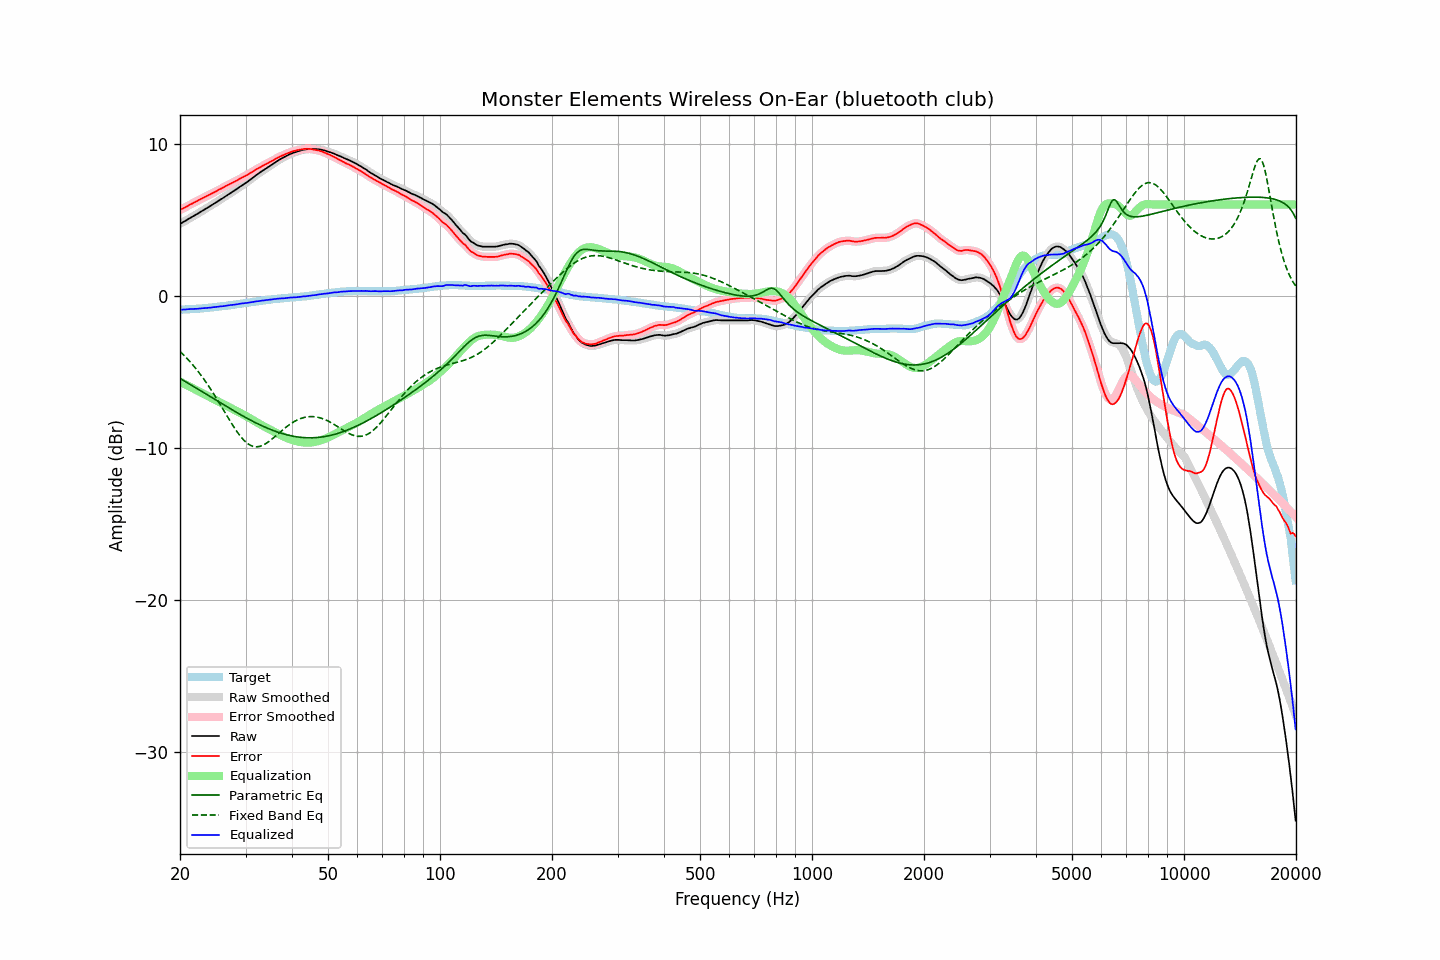 Monster Elements Wireless On-Ear (bluetooth club)
10
0
−10
−20
−30
Amplitude (dBr)
Target
Raw Smoothed
Error Smoothed
Raw
Error
Equalization
Parametric Eq
Fixed Band Eq
Equalized
20 50 100 200 500 1000 2000 5000 10000 20000
Frequency (Hz)